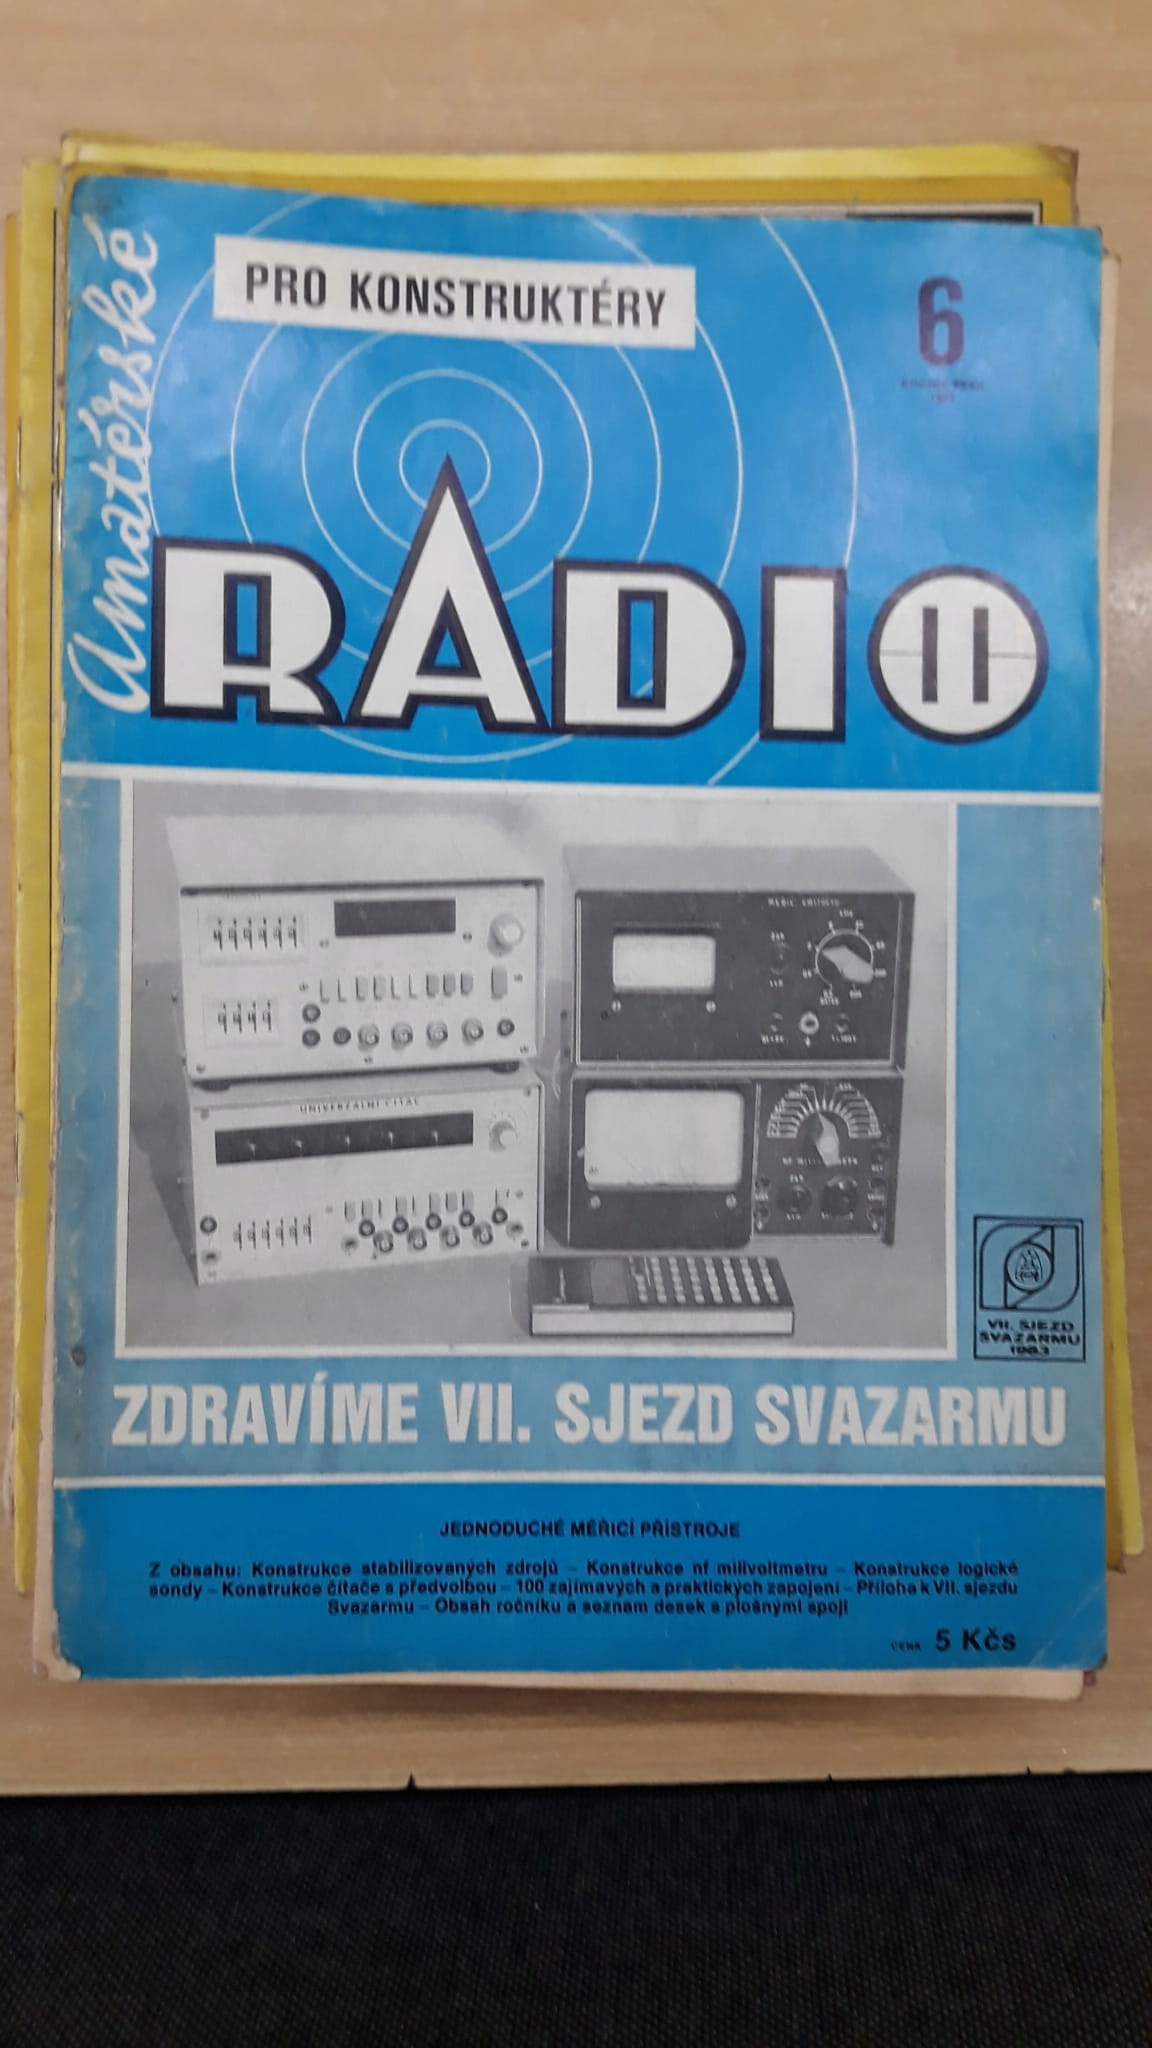 Amatérské
PRO KONSTRUKTÉRY
6
RADIO
UNIVERZÁLNÍ ČÍTAČ
VII. SJEZD
SVAZARMU
1983
ZDRAVÍME VII. SJEZD SVAZARMU
JEDNODUCHÉ MĚŘICÍ PŘÍSTROJE
Z obsahu: Konstrukce stabilizovaných zdrojů – Konstrukce nf milivoltmetru – Konstrukce logické
sondy – Konstrukce čítače s předvolbou – 100 zajímavých a praktických zapojení – Příloha k VII. sjezdu
Svazarmu – Obsah ročníku a seznam desek s plošnými spoji
CENA 5 Kčs